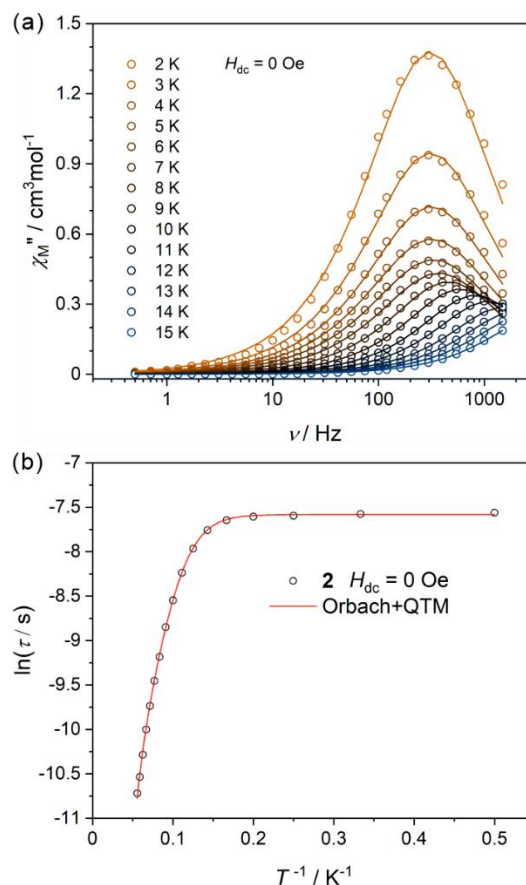 (a)
1.5
1.2
0.9
0.6
0.3
0
χM'' / cm³mol⁻¹
2 K
3 K
4 K
5 K
6 K
7 K
8 K
9 K
10 K
11 K
12 K
13 K
14 K
15 K
Hdc = 0 Oe
1 10 100 1000
ν / Hz
(b)
-7
-7.5
-8
-8.5
-9
-9.5
-10
-10.5
-11
ln(τ / s)
2 Hdc = 0 Oe
Orbach+QTM
0 0.1 0.2 0.3 0.4 0.5
T⁻¹ / K⁻¹